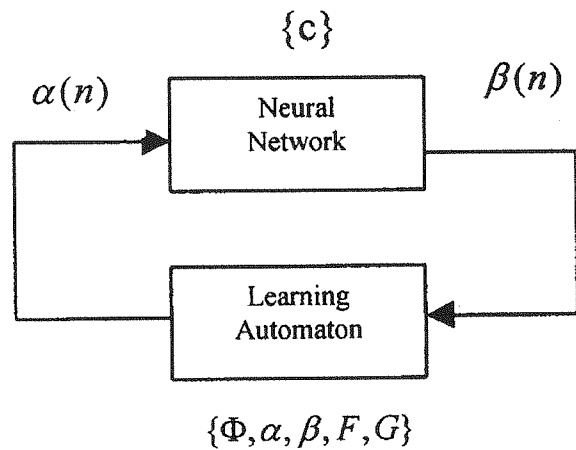 {c}
α(n)
β(n)
Neural
Network
Learning
Automaton
{Φ, α, β, F, G}